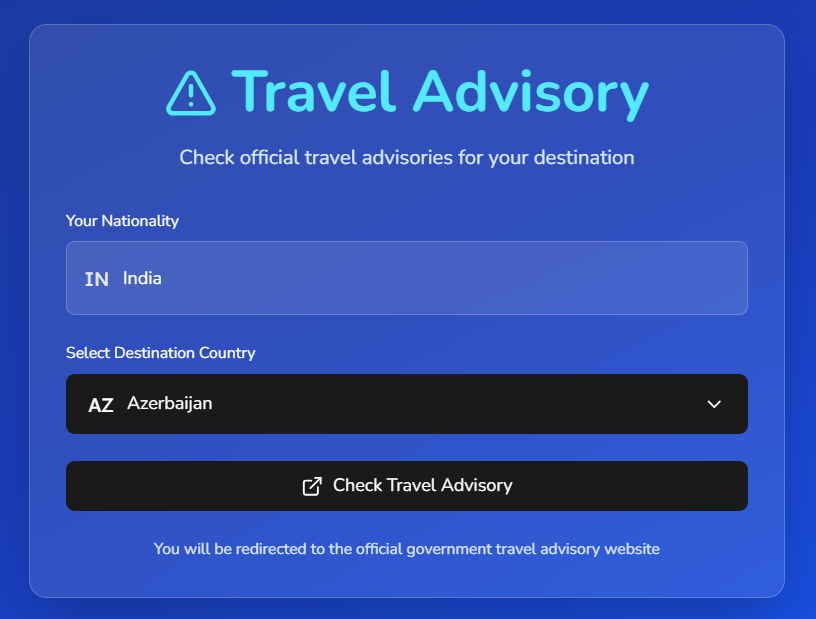 Travel Advisory
Check official travel advisories for your destination
Your Nationality
IN India
Select Destination Country
AZ Azerbaijan
Check Travel Advisory
You will be redirected to the official government travel advisory website